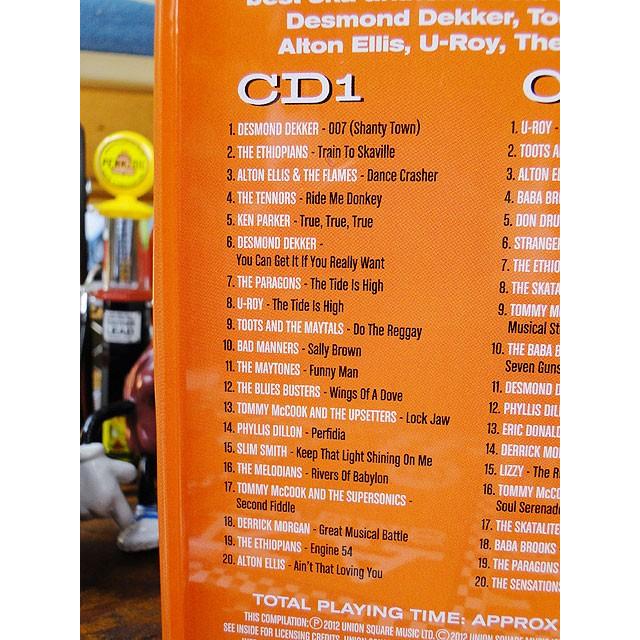 Desmond Dekker,
Alton Ellis, U-Roy, The
CD1
1. DESMOND DEKKER - 007 (Shanty Town)
2. THE ETHIOPIANS - Train To Skaville
3. ALTON ELLIS & THE FLAMES - Dance Crasher
4. THE TENNORS - Ride Me Donkey
5. KEN PARKER - True, True, True
6. DESMOND DEKKER -
You Can Get It If You Really Want
7. THE PARAGONS - The Tide Is High
8. U-ROY - The Tide Is High
9. TOOTS AND THE MAYTALS - Do The Reggay
10. BAD MANNERS - Sally Brown
11. THE MAYTONES - Funny Man
12. THE BLUES BUSTERS - Wings Of A Dove
13. TOMMY McCOOK AND THE UPSETTERS - Lock Jaw
14. PHYLLIS DILLON - Perfidia
15. SLIM SMITH - Keep That Light Shining On Me
16. THE MELODIANS - Rivers Of Babylon
17. TOMMY McCOOK AND THE SUPERSONICS -
Second Fiddle
18. DERRICK MORGAN - Great Musical Battle
19. THE ETHIOPIANS - Engine 54
20. ALTON ELLIS - Ain't That Loving You
1. U-ROY -
2. TOOTS A
3. ALTON EL
4. BABA BR
5. DON DRU
6. STRANGE
7. THE ETHIO
8. THE SKATA
9. TOMMY M
Musical St
10. THE BABA B
Seven Guns
11. DESMOND D
12. PHYLLIS DIL
13. ERIC DONAL
14. DERRICK MO
15. LIZZY - The R
16. TOMMY McC
Soul Serenad
17. THE SKATALITE
18. BABA BROOKS
19. THE PARAGONS
20. THE SENSATION
TOTAL PLAYING TIME: APPROX
THIS COMPILATION: Ⓟ 2012 UNION SQUARE MUSIC LTD. © 2012 UNION SQUARE MUSI
SEE INSIDE FOR LICENSING CREDITS.